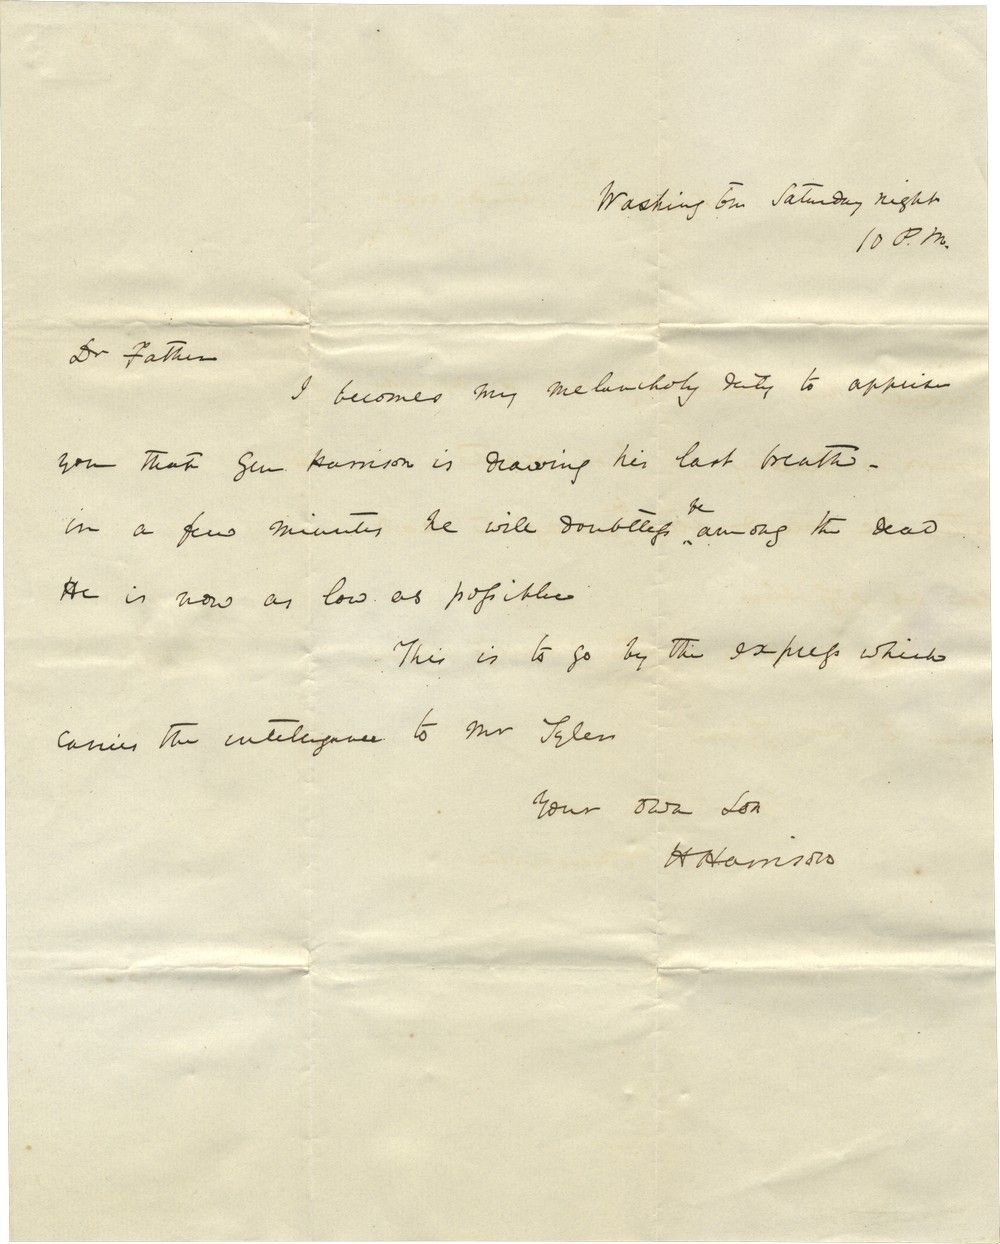 Washington Saturday night
10 P.M.
Dr Father
I becomes my melancholy duty to apprise
you that Gen Harrison is drawing his last breath -
in a few minutes he will doubtless be among the dead
He is now as low as possible
This is to go by the express which
carries the intelligence to Mr Tyler
Your own Son
H Harrison